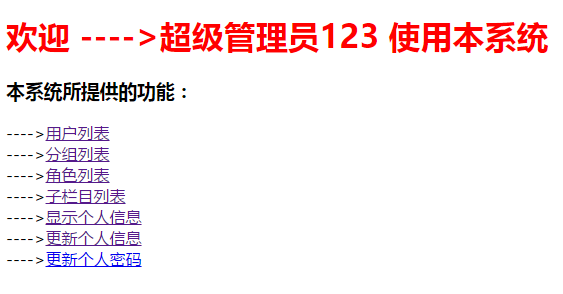 欢迎 ---->超级管理员123 使用本系统
本系统所提供的功能：
---->用户列表
---->分组列表
---->角色列表
---->子栏目列表
---->显示个人信息
---->更新个人信息
---->更新个人密码